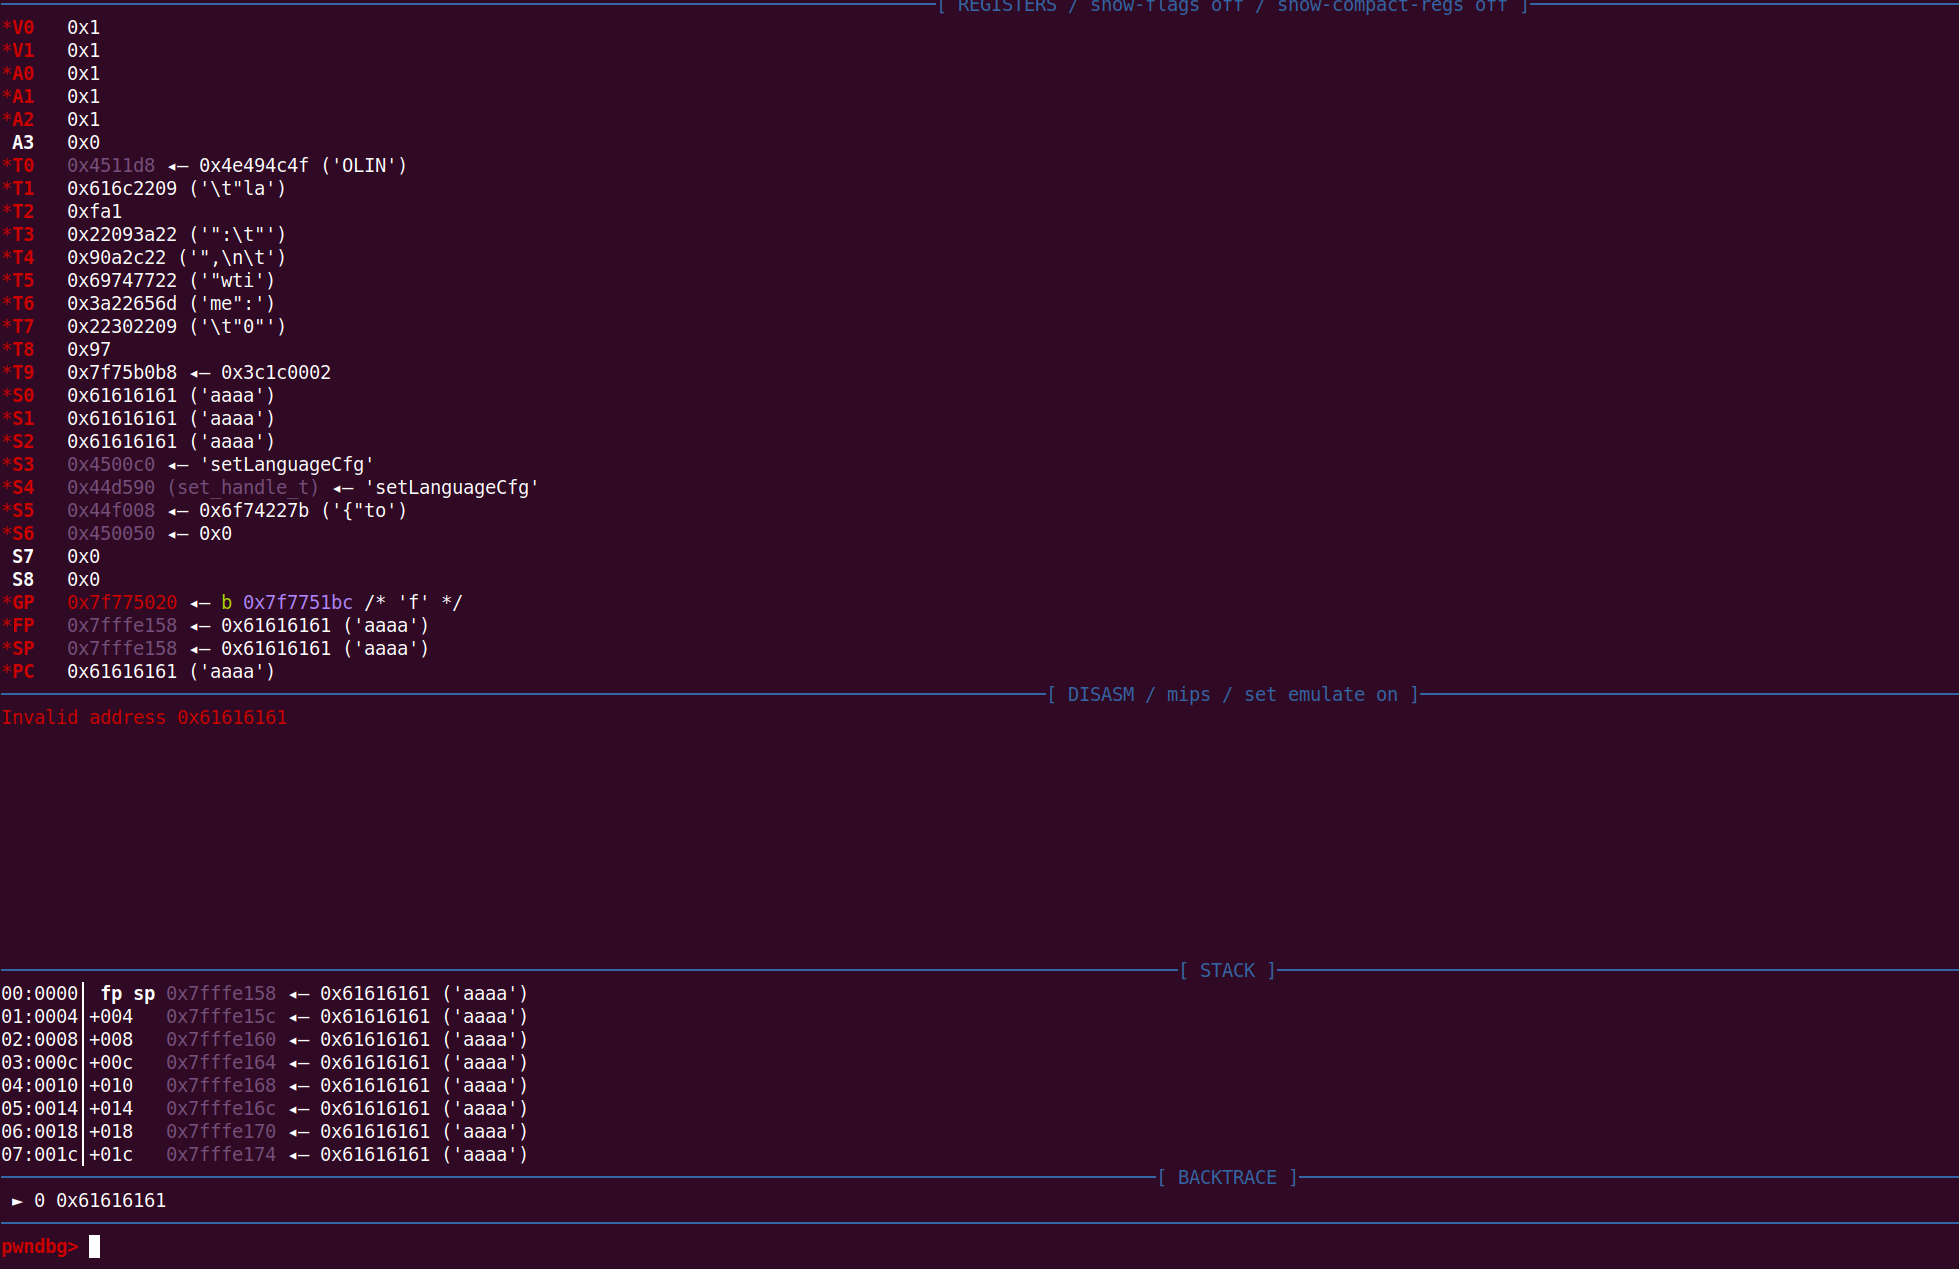 [ REGISTERS / show-flags off / show-compact-regs off ]
*V0 0x1
*V1 0x1
*A0 0x1
*A1 0x1
*A2 0x1
A3 0x0
*T0 0x4511d8 ◂— 0x4e494c4f ('OLIN')
*T1 0x616c2209 ('\t"la')
*T2 0xfa1
*T3 0x22093a22 ('":\t"')
*T4 0x90a2c22 ('",\n\t')
*T5 0x69747722 ('"wti')
*T6 0x3a22656d ('me":')
*T7 0x22302209 ('\t"0"')
*T8 0x97
*T9 0x7f75b0b8 ◂— 0x3c1c0002
*S0 0x61616161 ('aaaa')
*S1 0x61616161 ('aaaa')
*S2 0x61616161 ('aaaa')
*S3 0x4500c0 ◂— 'setLanguageCfg'
*S4 0x44d590 (set_handle_t) ◂— 'setLanguageCfg'
*S5 0x44f008 ◂— 0x6f74227b ('{"to')
*S6 0x450050 ◂— 0x0
S7 0x0
S8 0x0
*GP 0x7f775020 ◂— b 0x7f7751bc /* 'f' */
*FP 0x7fffe158 ◂— 0x61616161 ('aaaa')
*SP 0x7fffe158 ◂— 0x61616161 ('aaaa')
*PC 0x61616161 ('aaaa')
[ DISASM / mips / set emulate on ]
Invalid address 0x61616161
[ STACK ]
00:0000│ fp sp 0x7fffe158 ◂— 0x61616161 ('aaaa')
01:0004│+004 0x7fffe15c ◂— 0x61616161 ('aaaa')
02:0008│+008 0x7fffe160 ◂— 0x61616161 ('aaaa')
03:000c│+00c 0x7fffe164 ◂— 0x61616161 ('aaaa')
04:0010│+010 0x7fffe168 ◂— 0x61616161 ('aaaa')
05:0014│+014 0x7fffe16c ◂— 0x61616161 ('aaaa')
06:0018│+018 0x7fffe170 ◂— 0x61616161 ('aaaa')
07:001c│+01c 0x7fffe174 ◂— 0x61616161 ('aaaa')
[ BACKTRACE ]
► 0 0x61616161
pwndbg>